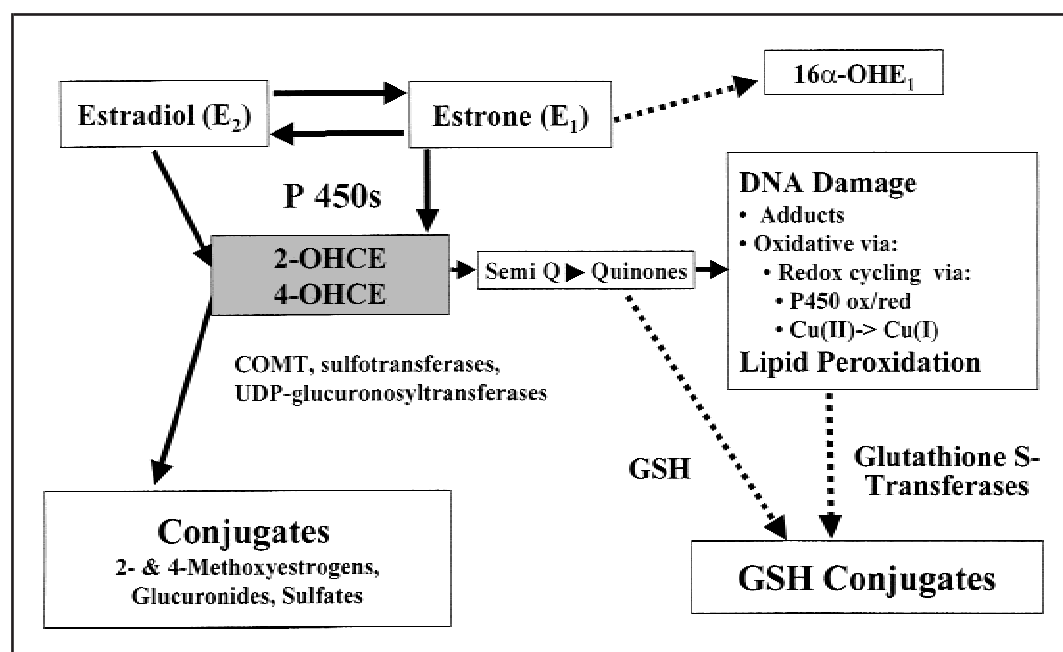 16α-OHE₁
Estradiol (E₂)
Estrone (E₁)
P 450s
2-OHCE
4-OHCE
Semi Q ▶ Quinones
DNA Damage
• Adducts
• Oxidative via:
• Redox cycling via:
• P450 ox/red
• Cu(II)-> Cu(I)
Lipid Peroxidation
COMT, sulfotransferases,
UDP-glucuronosyltransferases
GSH
Glutathione S-
Transferases
Conjugates
2- & 4-Methoxyestrogens,
Glucuronides, Sulfates
GSH Conjugates